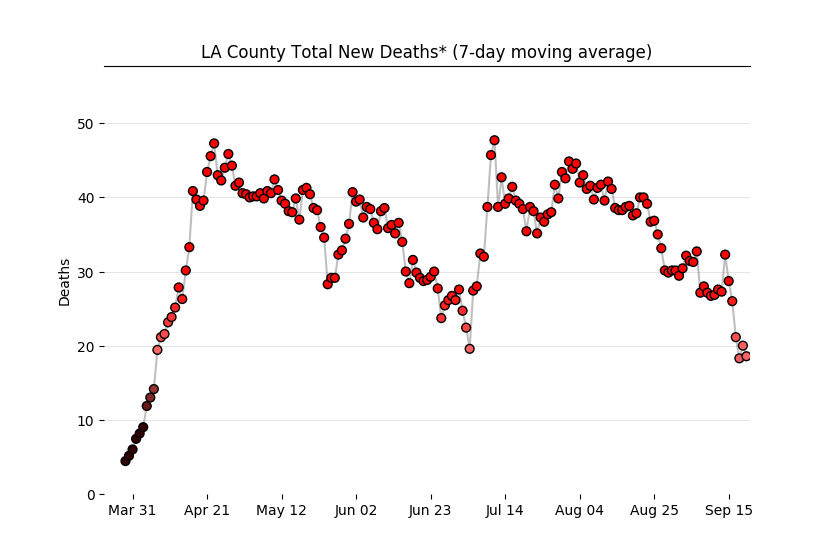 LA County Total New Deaths* (7-day moving average)
50
40
30
20
10
0
Deaths
Mar 31 Apr 21 May 12 Jun 02 Jun 23 Jul 14 Aug 04 Aug 25 Sep 15